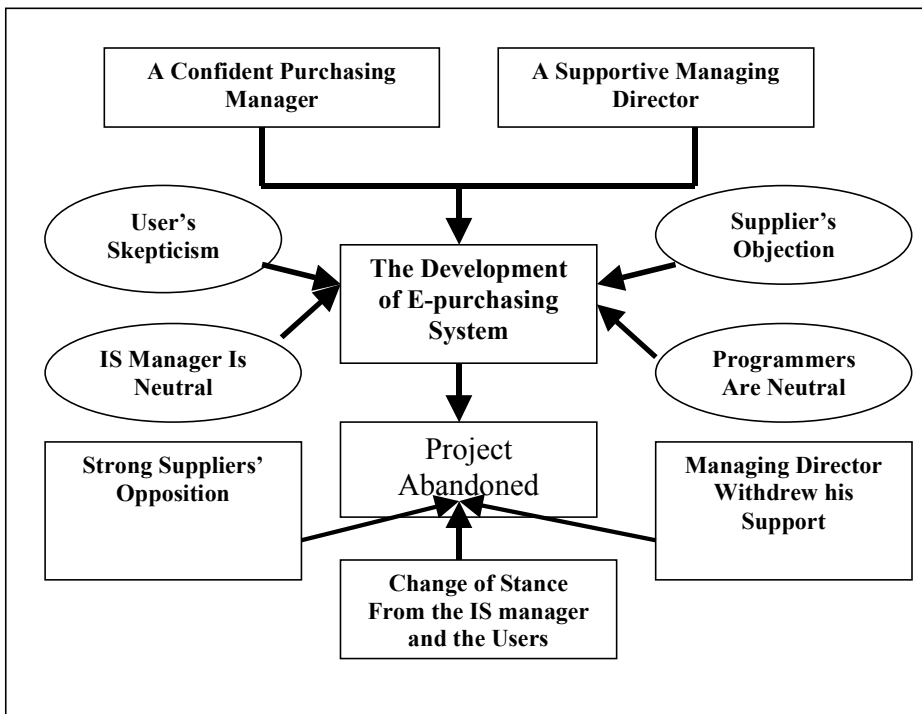 A Confident Purchasing
Manager
A Supportive Managing
Director
User’s
Skepticism
Supplier’s
Objection
The Development
of E-purchasing
System
IS Manager Is
Neutral
Programmers
Are Neutral
Project
Abandoned
Strong Suppliers’
Opposition
Managing Director
Withdrew his
Support
Change of Stance
From the IS manager
and the Users